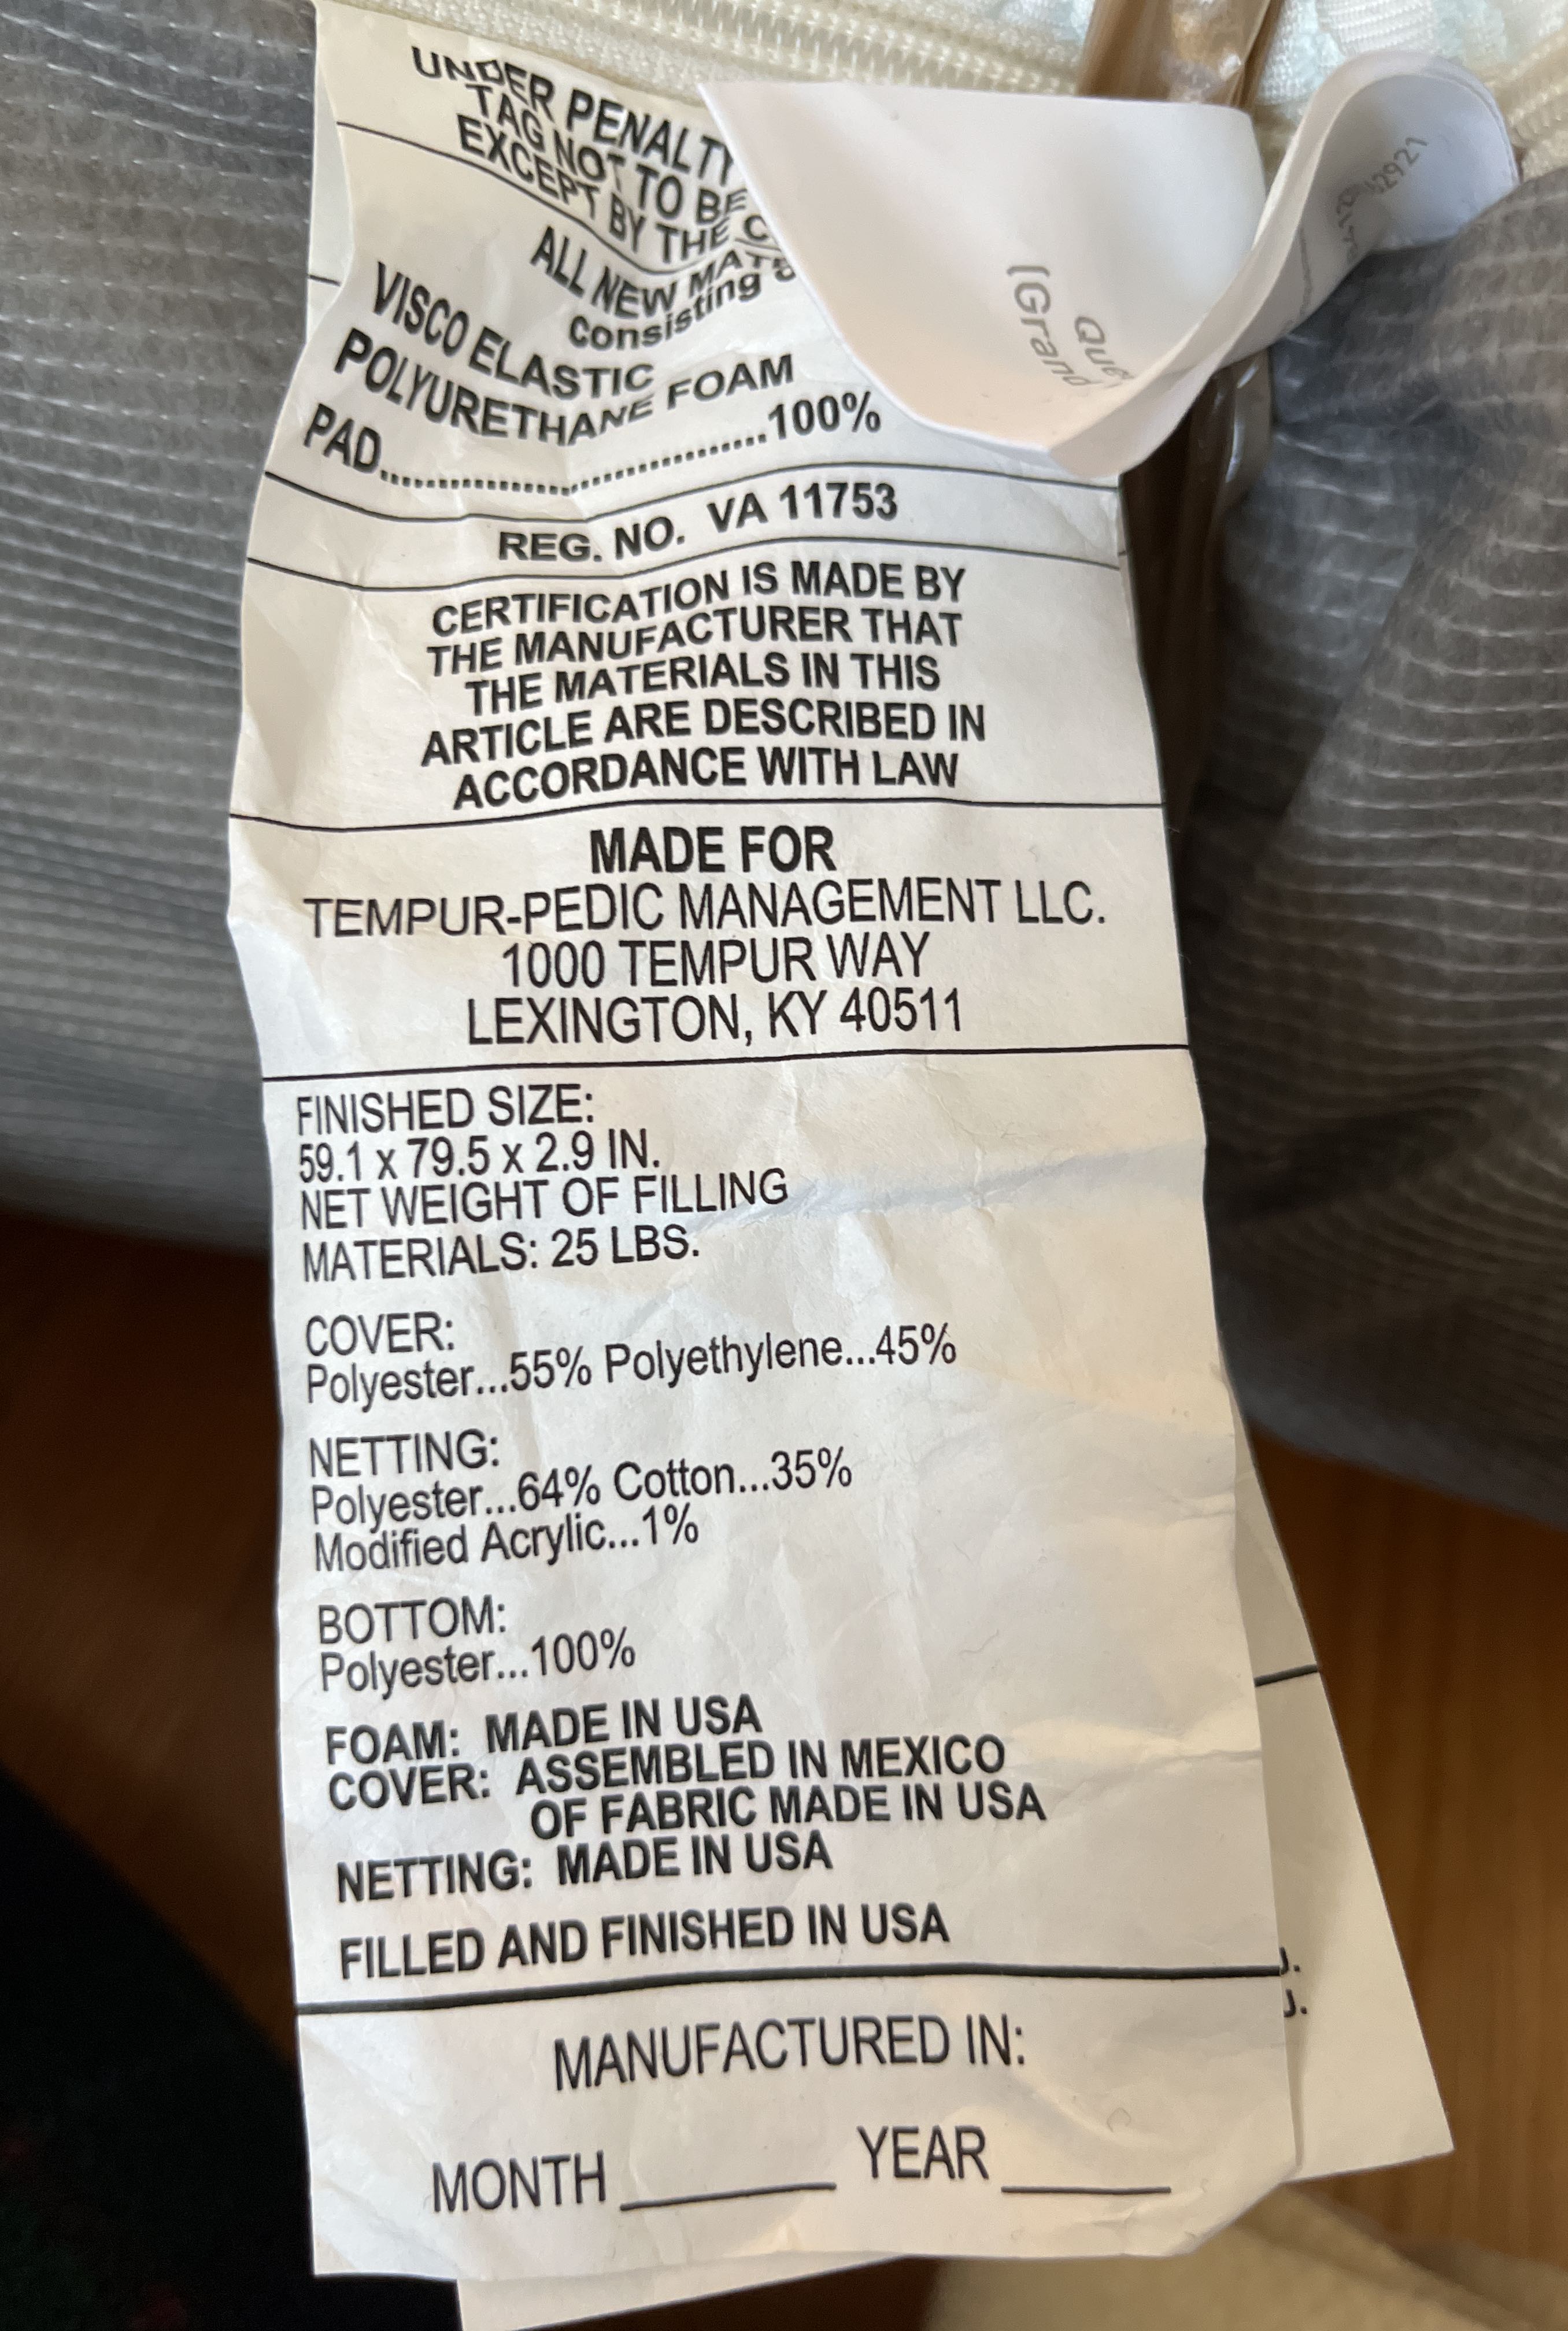 UNDER PENALTY
TAG NOT TO BE
EXCEPT BY THE
ALL NEW
Consisting
VISCO ELASTIC
POLYURETHANE FOAM
PAD...................................100%
REG. NO. VA 11753
CERTIFICATION IS MADE BY
THE MANUFACTURER THAT
THE MATERIALS IN THIS
ARTICLE ARE DESCRIBED IN
ACCORDANCE WITH LAW
MADE FOR
TEMPUR-PEDIC MANAGEMENT LLC.
1000 TEMPUR WAY
LEXINGTON, KY 40511
FINISHED SIZE:
59.1 x 79.5 x 2.9 IN.
NET WEIGHT OF FILLING
MATERIALS: 25 LBS.
COVER:
Polyester...55% Polyethylene...45%
NETTING:
Polyester...64% Cotton...35%
Modified Acrylic...1%
BOTTOM:
Polyester...100%
FOAM: MADE IN USA
COVER: ASSEMBLED IN MEXICO
OF FABRIC MADE IN USA
NETTING: MADE IN USA
FILLED AND FINISHED IN USA
MANUFACTURED IN:
MONTH ______ YEAR _____
(Grand